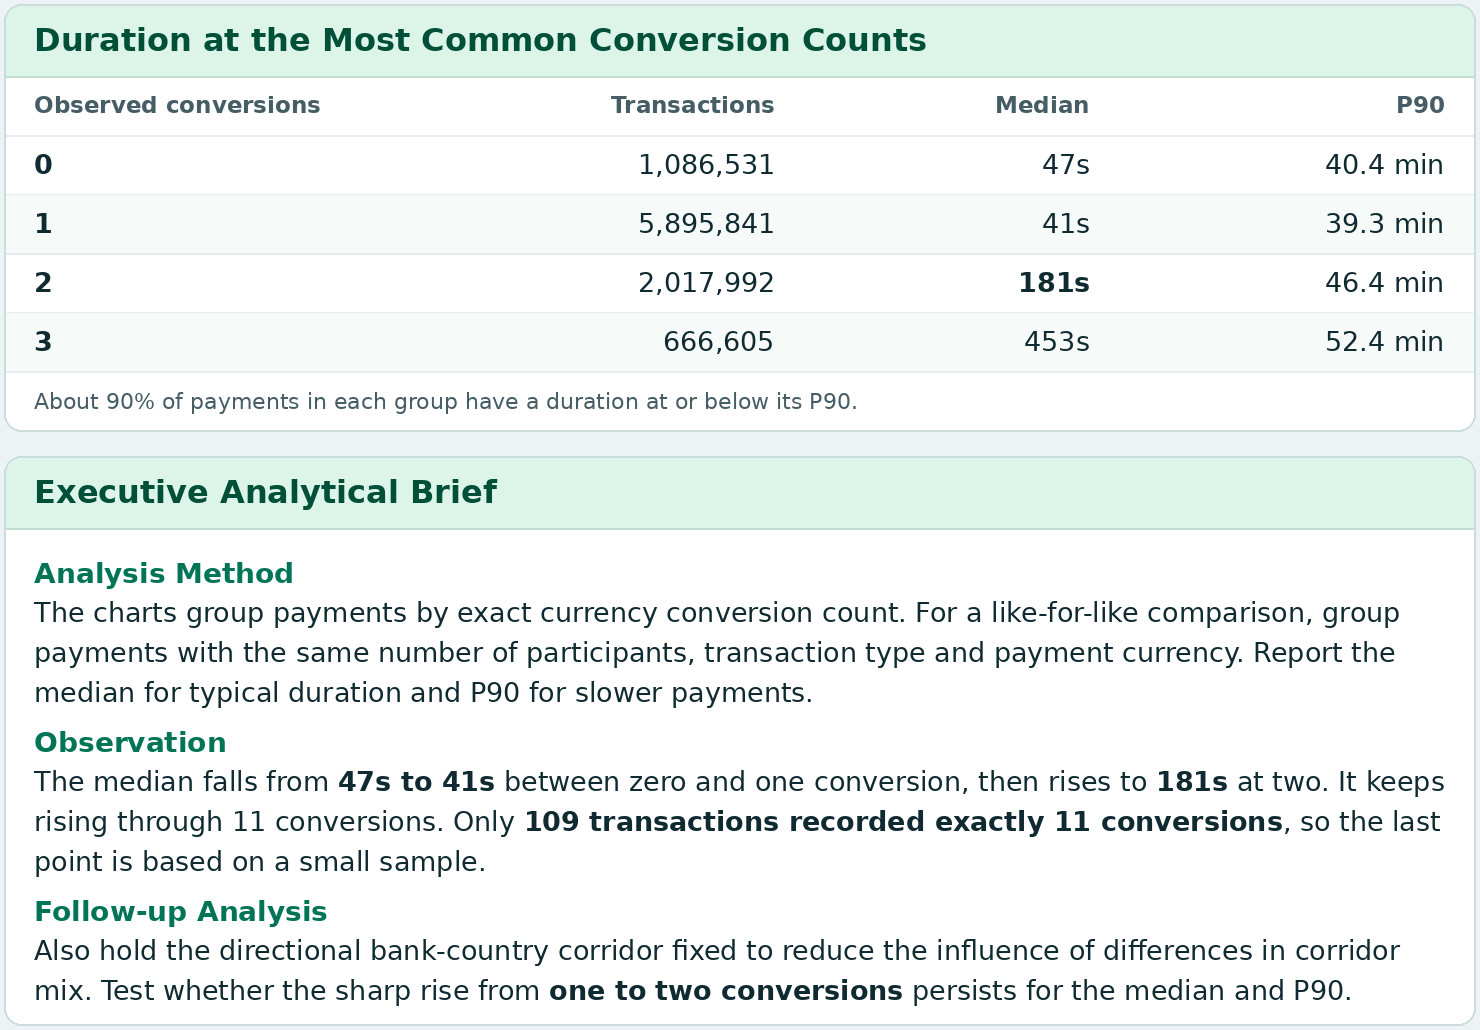 Duration at the Most Common Conversion Counts
Observed conversions Transactions Median P90
0 1,086,531 47s 40.4 min
1 5,895,841 41s 39.3 min
2 2,017,992 181s 46.4 min
3 666,605 453s 52.4 min
About 90% of payments in each group have a duration at or below its P90.
Executive Analytical Brief
Analysis Method
The charts group payments by exact currency conversion count. For a like-for-like comparison, group
payments with the same number of participants, transaction type and payment currency. Report the
median for typical duration and P90 for slower payments.
Observation
The median falls from 47s to 41s between zero and one conversion, then rises to 181s at two. It keeps
rising through 11 conversions. Only 109 transactions recorded exactly 11 conversions, so the last
point is based on a small sample.
Follow-up Analysis
Also hold the directional bank-country corridor fixed to reduce the influence of differences in corridor
mix. Test whether the sharp rise from one to two conversions persists for the median and P90.